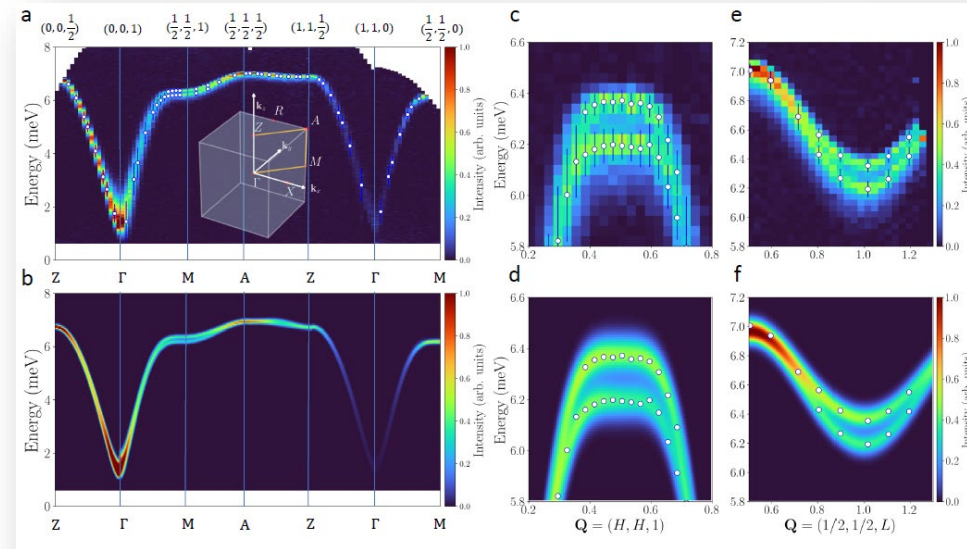 a
(0,0,1/2) (0,0,1) (1/2,1/2,1) (1/2,1/2,1/2) (1,1,1/2) (1,1,0) (1/2,1/2,0)
8
6
4
2
0
Energy (meV)
k_z
R
A
Z
k_y
M
Γ
X
k_x
1.0
0.8
0.6
0.4
0.2
0.0
Intensity (arb. units)
Z Γ M A Z Γ M
b
8
6
4
2
0
Energy (meV)
1.0
0.8
0.6
0.4
0.2
0.0
Intensity (arb. units)
Z Γ M A Z Γ M
c
6.6
6.4
6.2
6.0
5.8
0.2 0.4 0.6 0.8
d
6.6
6.4
6.2
6.0
5.8
0.2 0.4 0.6 0.8
Q = (H, H, 1)
e
7.2
7.0
6.8
6.6
6.4
6.2
6.0
5.8
0.6 0.8 1.0 1.2
1.0
0.8
0.6
0.4
0.2
0.0
Intensity (arb. units)
f
7.2
7.0
6.8
6.6
6.4
6.2
6.0
5.8
0.6 0.8 1.0 1.2
Q = (1/2, 1/2, L)
1.0
0.8
0.6
0.4
0.2
0.0
Intensity (arb. units)